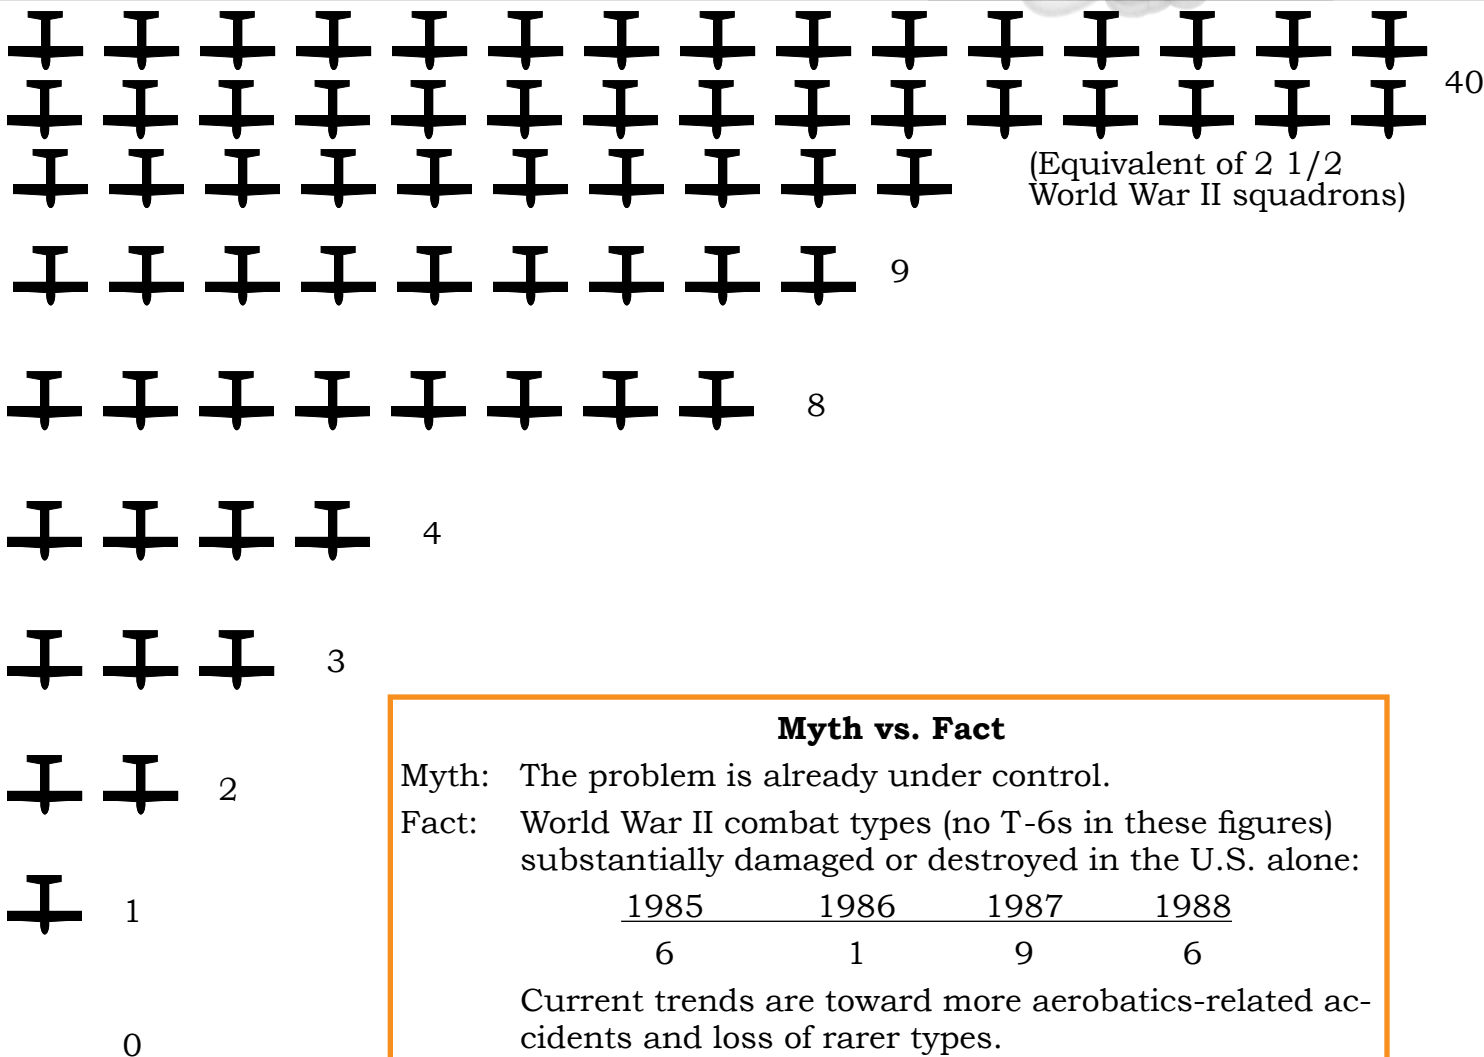 40
(Equivalent of 2 1/2
World War II squadrons)
9
8
4
3
2
1
0
Myth vs. Fact
Myth: The problem is already under control.
Fact: World War II combat types (no T-6s in these figures)
substantially damaged or destroyed in the U.S. alone:
1985 1986 1987 1988
6 1 9 6
Current trends are toward more aerobatics-related ac-
cidents and loss of rarer types.